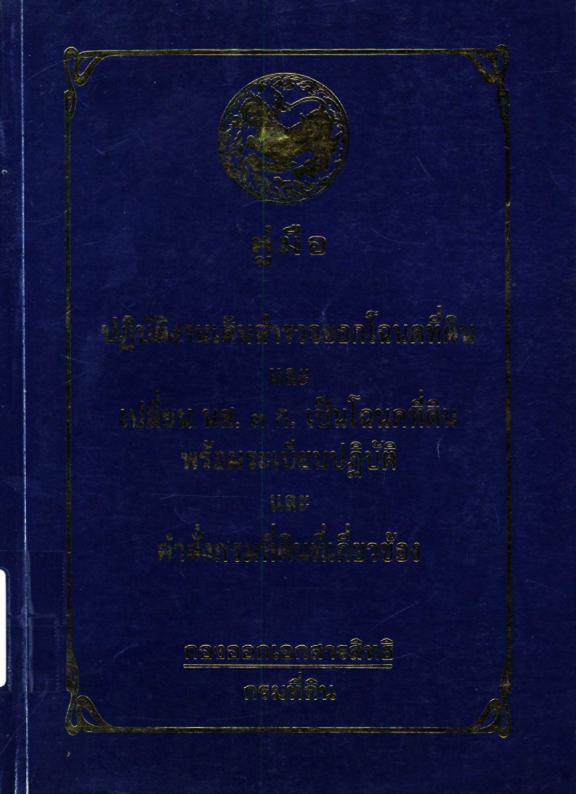 คู่มือ
ปฏิบัติงานเดินสำรวจออกโฉนดที่ดิน
และ
เปลี่ยน นส. ๓ ก. เป็นโฉนดที่ดิน
พร้อมระเบียบปฏิบัติ
และ
คำสั่งกรมที่ดินที่เกี่ยวข้อง
กองออกเอกสารสิทธิ
กรมที่ดิน